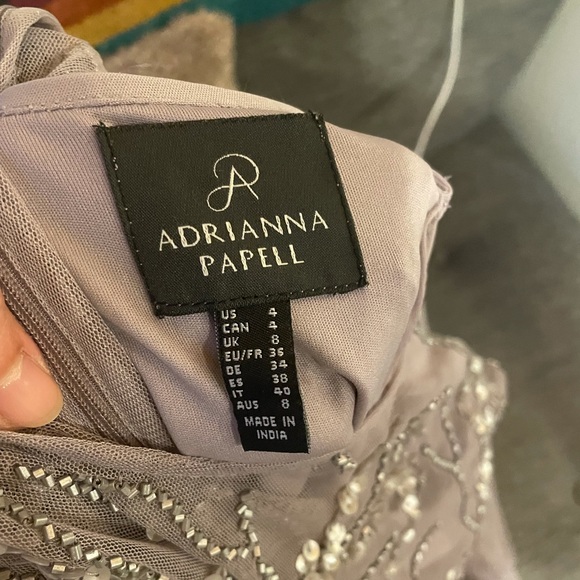 ADRIANNA
PAPELL
US 4
CAN 4
UK 8
EU/FR 36
DE 34
ES 38
IT 40
AUS 8
MADE IN
INDIA